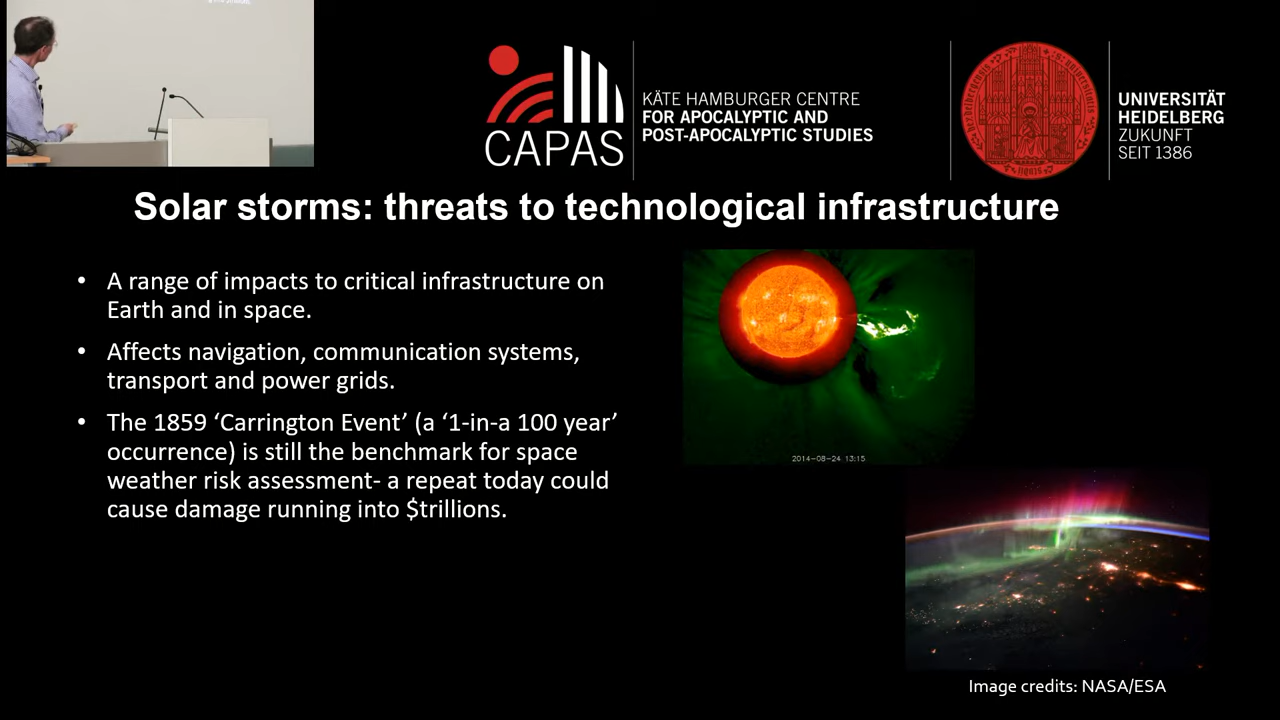 CAPAS
KÄTE HAMBURGER CENTRE
FOR APOCALYPTIC AND
POST-APOCALYPTIC STUDIES
UNIVERSITÄT
HEIDELBERG
ZUKUNFT
SEIT 1386
Solar storms: threats to technological infrastructure
• A range of impacts to critical infrastructure on
Earth and in space.
• Affects navigation, communication systems,
transport and power grids.
• The 1859 ‘Carrington Event’ (a ‘1-in-a 100 year’
occurrence) is still the benchmark for space
weather risk assessment- a repeat today could
cause damage running into $trillions.
2014-08-24 13:15
Image credits: NASA/ESA